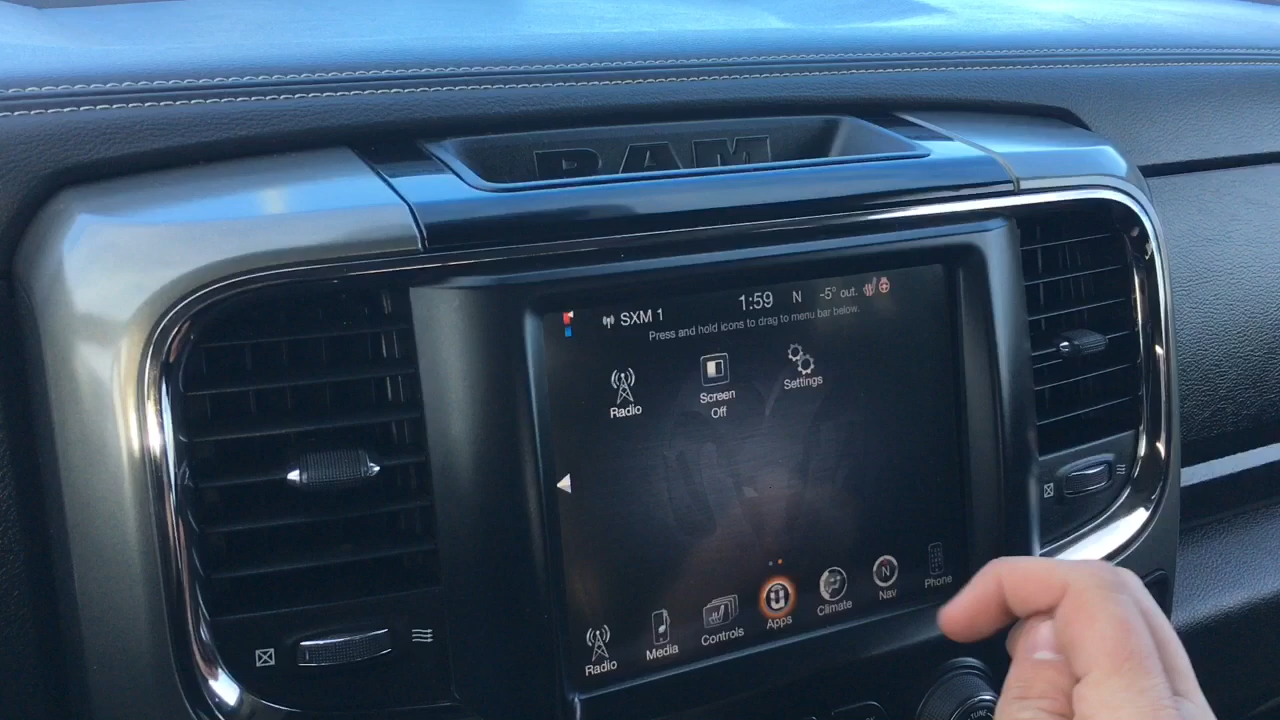 RAM
SXM 1 1:59 N -5° out.
Press and hold icons to drag to menu bar below.
Radio Screen Off Settings
Radio Media Controls Apps Climate Nav Phone
TUNE